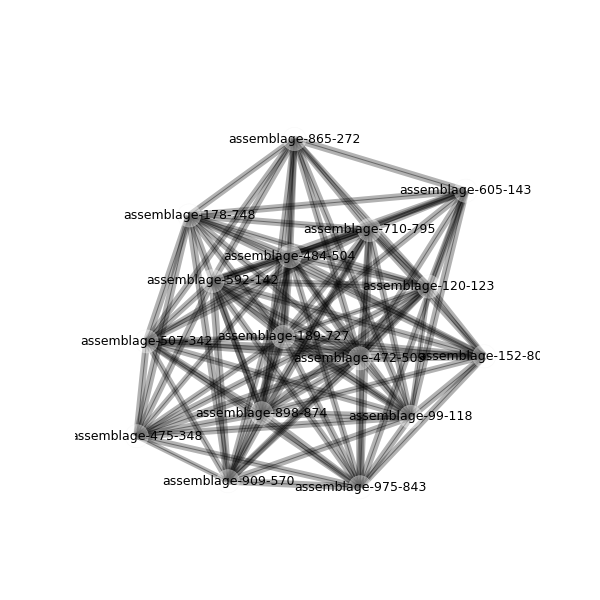 assemblage-865-272
assemblage-605-143
assemblage-178-748
assemblage-710-795
assemblage-484-504
assemblage-592-142
assemblage-120-123
assemblage-189-727
assemblage-507-342
assemblage-472-509
assemblage-152-80
assemblage-898-874
assemblage-99-118
assemblage-475-348
assemblage-909-570
assemblage-975-843